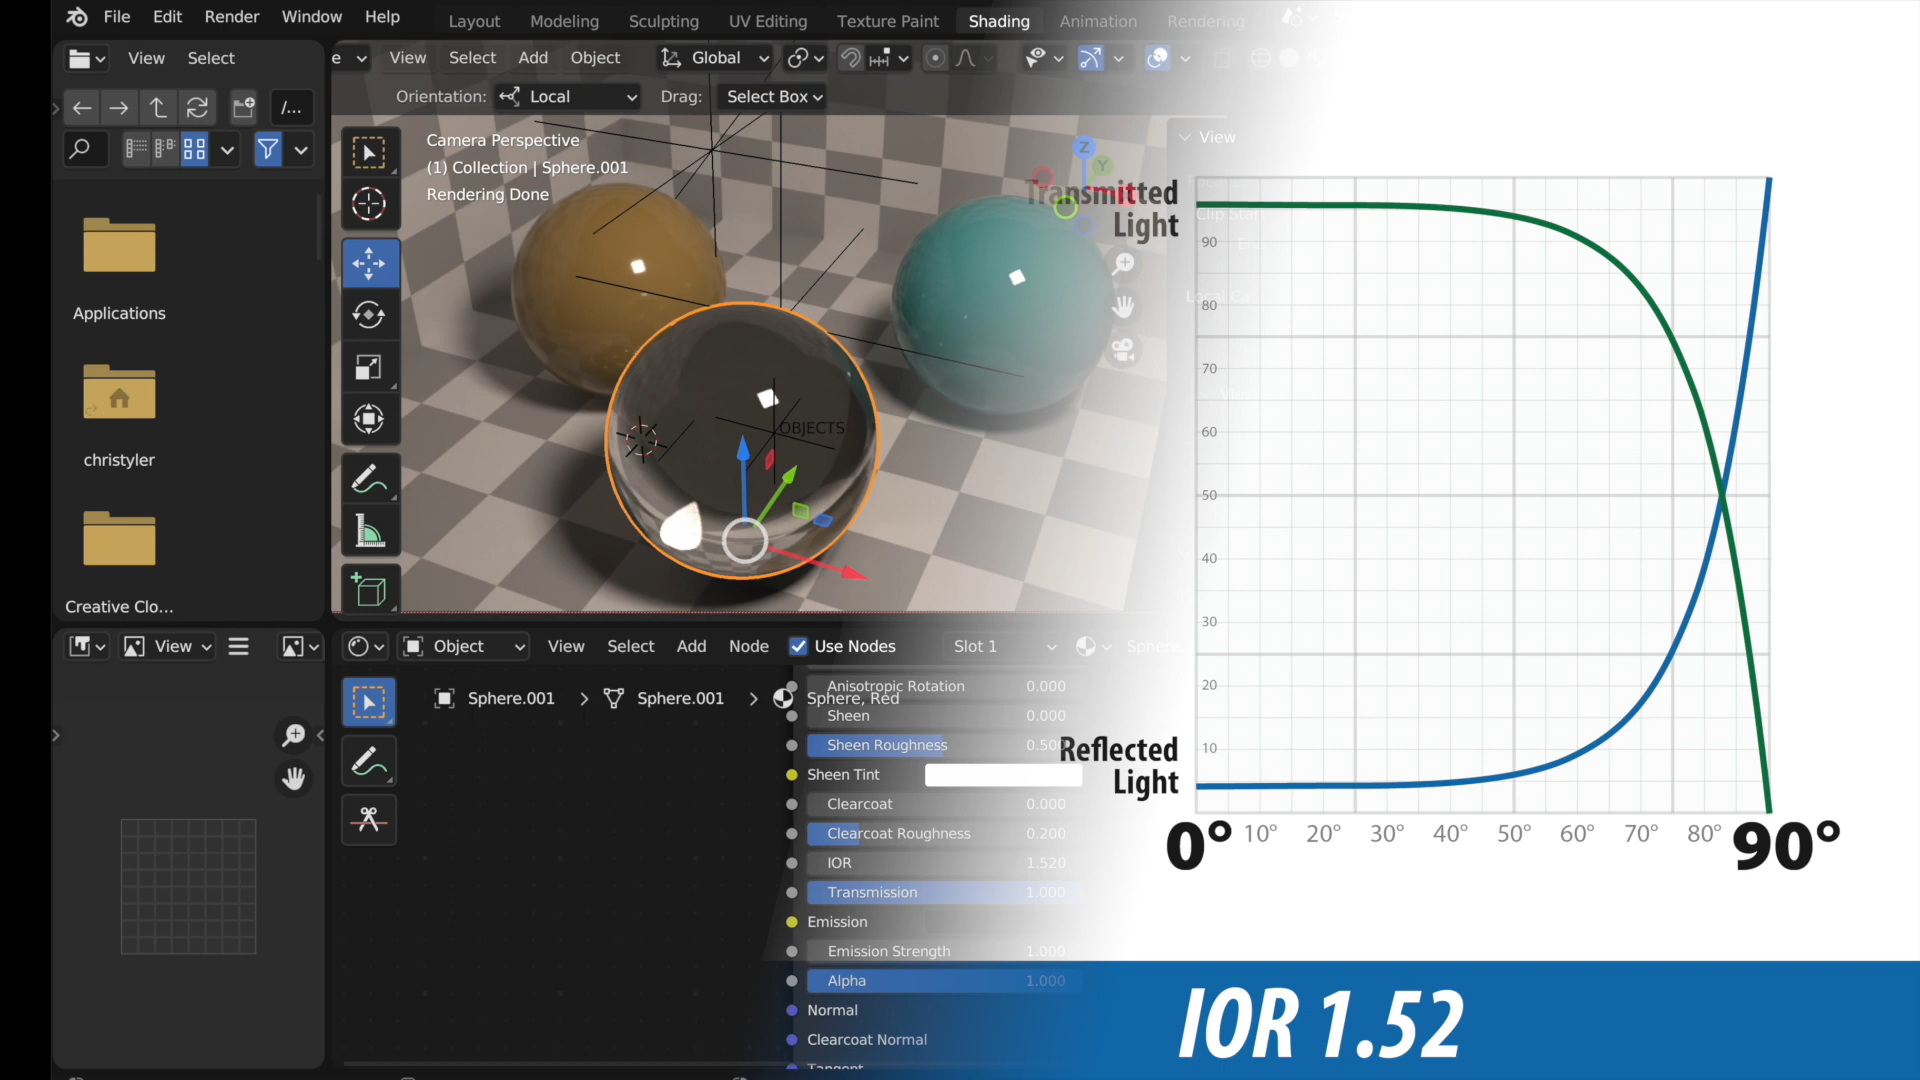 File Edit Render Window Help
Layout Modeling Sculpting UV Editing Texture Paint Shading Animation Rendering
View Select
View Select Add Object Global
Orientation: Local Drag: Select Box
/...
Camera Perspective
(1) Collection | Sphere.001
Rendering Done
View
Z
Y
Clip Start
OBJECTS
Applications
christyler
Creative Clo...
View
Object View Select Add Node Use Nodes Slot 1 Sphere
Sphere.001 > Sphere.001 > Sphere, Red
Anisotropic Rotation 0.000
Sheen 0.000
Sheen Roughness 0.500
Sheen Tint
Clearcoat 0.000
Clearcoat Roughness 0.200
IOR 1.520
Transmission 1.000
Emission
Emission Strength 1.000
Alpha 1.000
Normal
Clearcoat Normal
Tangent
Transmitted
Light
90
80
70
60
50
40
30
20
10
Reflected
Light
0° 10° 20° 30° 40° 50° 60° 70° 80° 90°
IOR 1.52